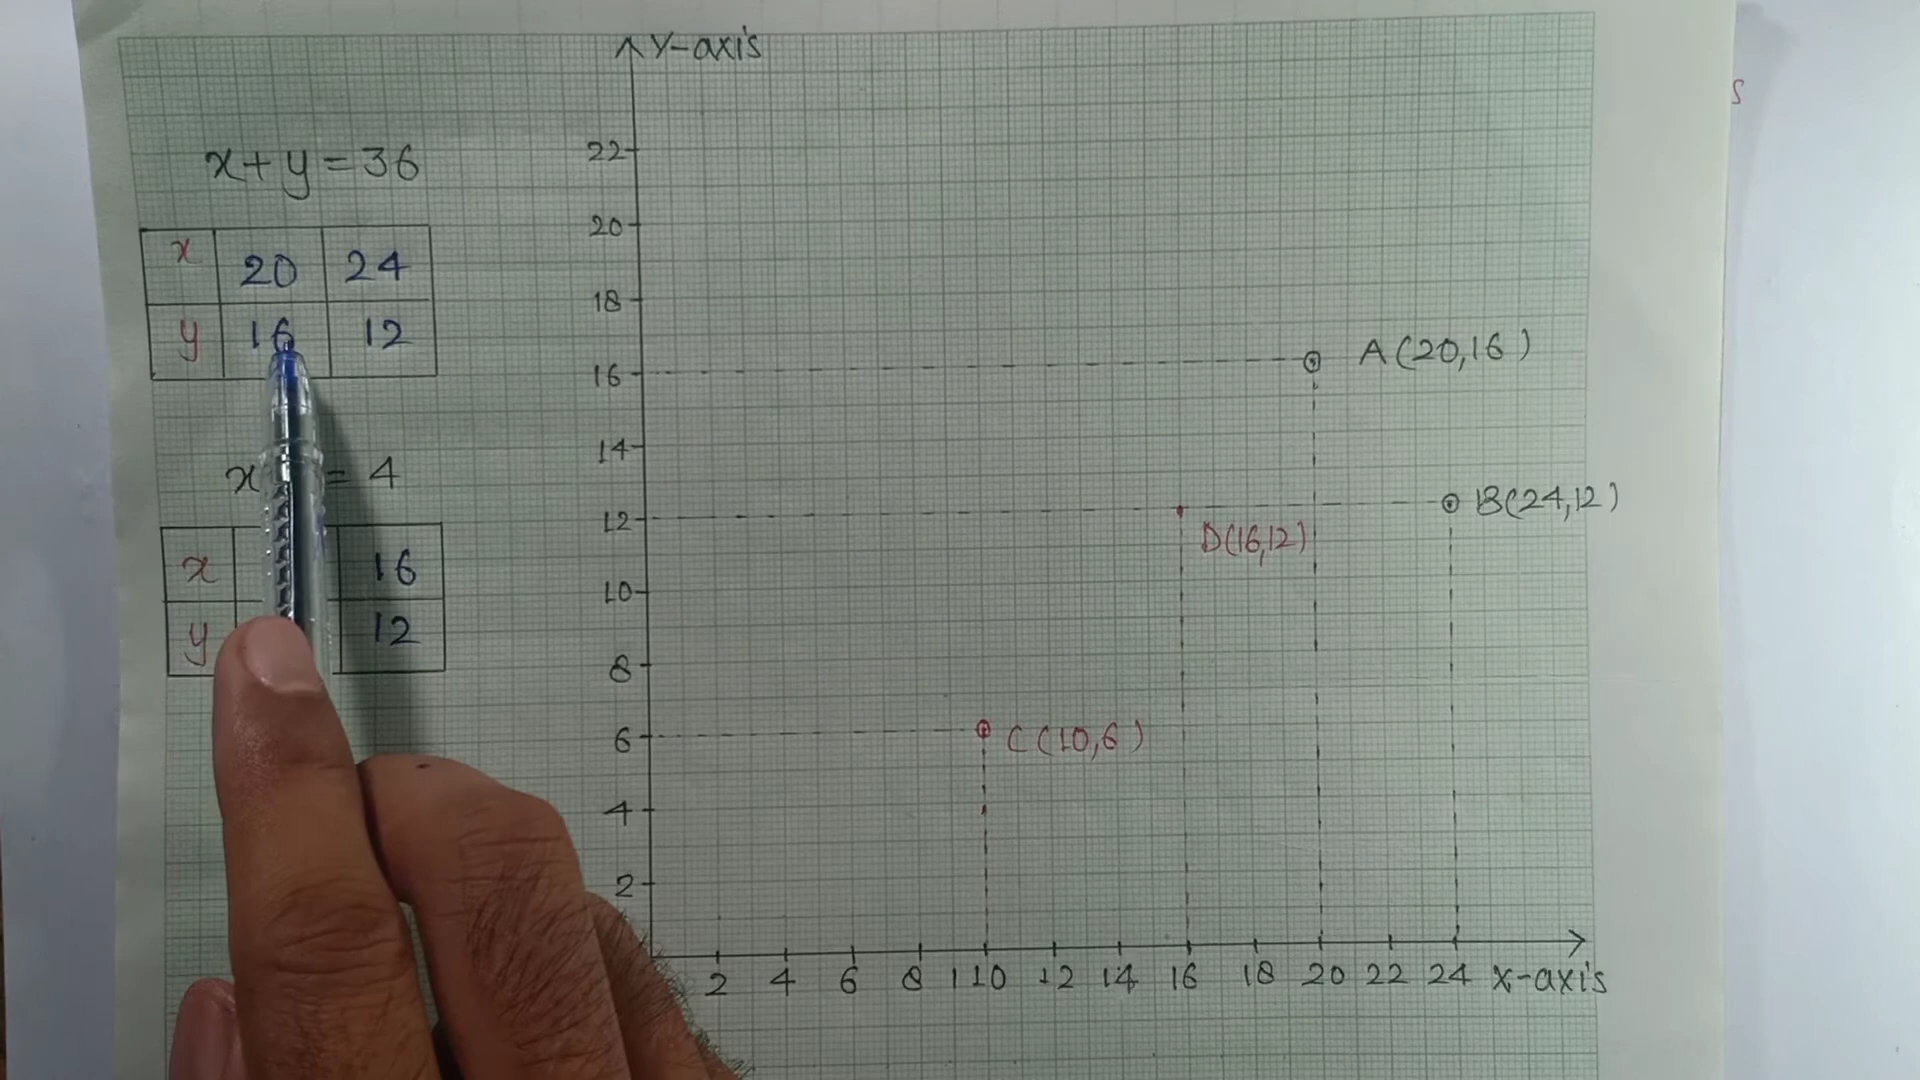 Y-axis
x+y=36
x 20 24
y 16 12
x = 4
x 16
y 12
22
20
18
16
14
12
10
8
6
4
2
A(20,16)
B(24,12)
D(16,12)
C(10,6)
2 4 6 8 10 12 14 16 18 20 22 24 x-axis
s